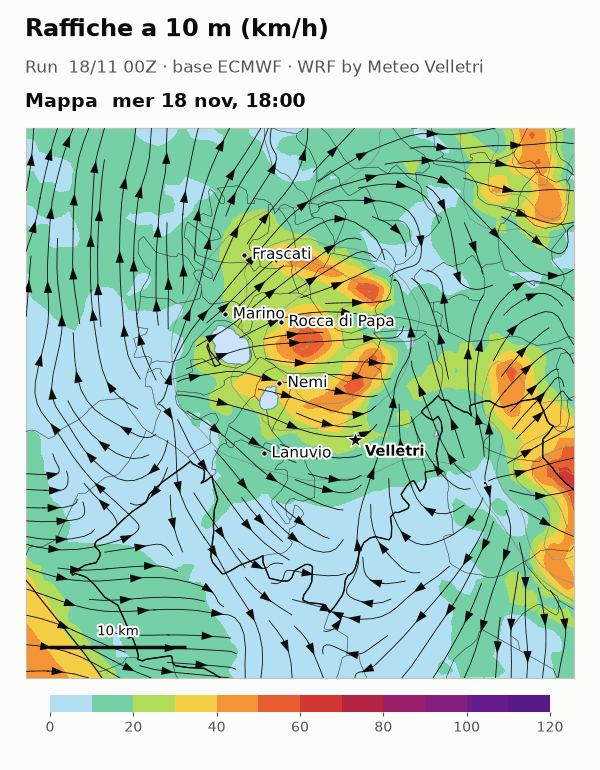 Raffiche a 10 m (km/h)
Run  18/11 00Z · base ECMWF · WRF by Meteo Velletri
Mappa  mer 18 nov, 18:00
Frascati
Marino
Rocca di Papa
Nemi
Velletri
Lanuvio
10 km
0 20 40 60 80 100 120